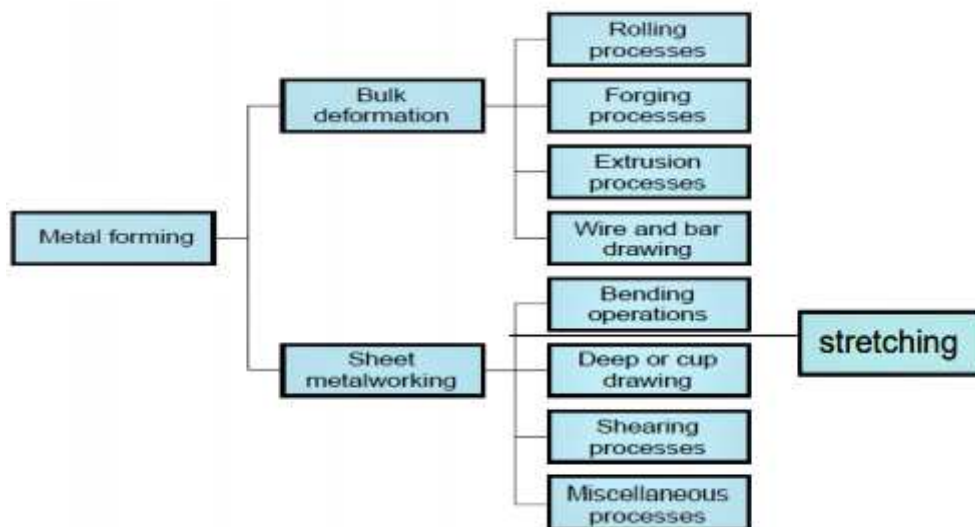 Rolling
processes
Bulk
deformation
Forging
processes
Extrusion
processes
Metal forming
Wire and bar
drawing
Bending
operations
stretching
Sheet
metalworking
Deep or cup
drawing
Shearing
processes
Miscellaneous
processes